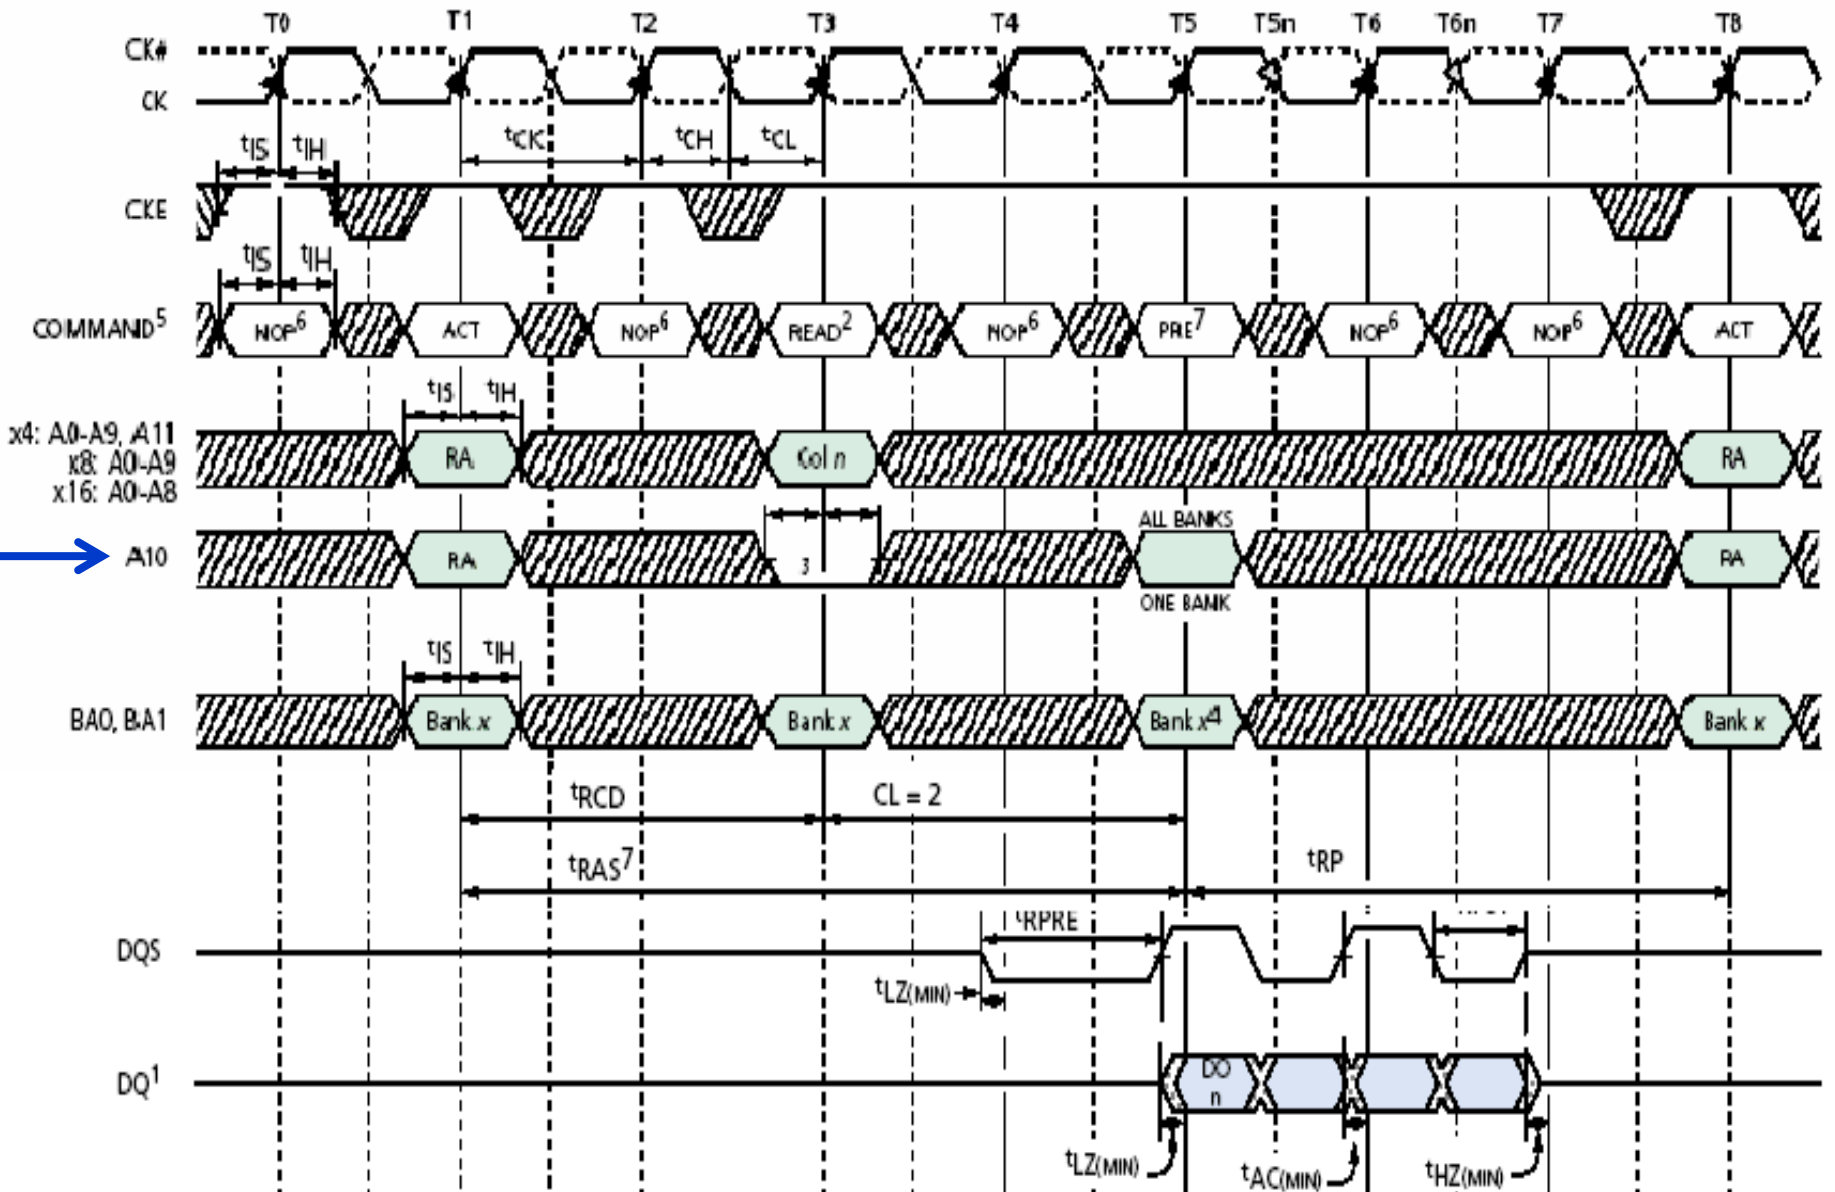 T0 T1 T2 T3 T4 T5 T5n T6 T6n T7 T8
CK#
CK
tIS tIH tCK tCH tCL
CKE
tIS tIH
COMMAND5 NOP6 ACT NOP6 READ2 NOP6 PRE7 NOP6 NOP6 ACT
tIS tIH
x4: A0-A9, A11
x8: A0-A9
x16: A0-A8
RA Col n RA
ALL BANKS
A10 RA 3 RA
ONE BANK
tIS tIH
BA0, BA1 Bank x Bank x Bank x4 Bank x
tRCD CL = 2
tRAS7 tRP
tRPRE
DQS
tLZ(MIN)
DQ1 DO
n
tLZ(MIN) tAC(MIN) tHZ(MIN)